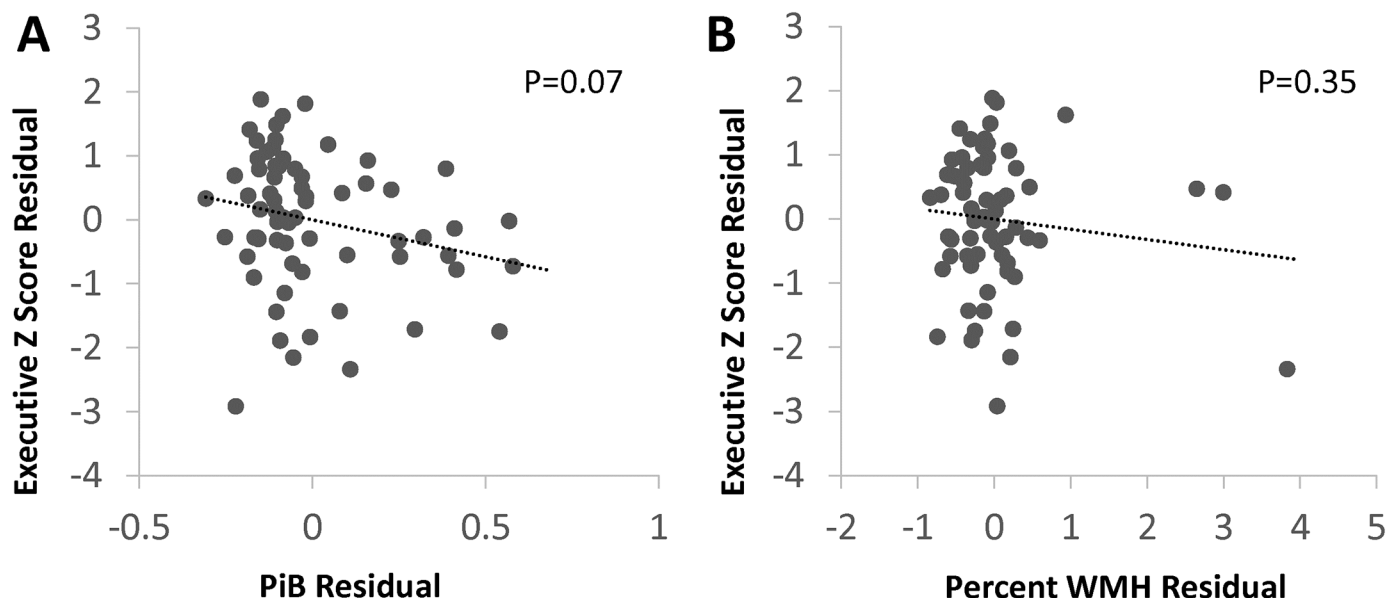 A
P=0.07
Executive Z Score Residual
3
2
1
0
-1
-2
-3
-4
-0.5 0 0.5 1
PiB Residual
B
P=0.35
Executive Z Score Residual
3
2
1
0
-1
-2
-3
-4
-2 -1 0 1 2 3 4 5
Percent WMH Residual